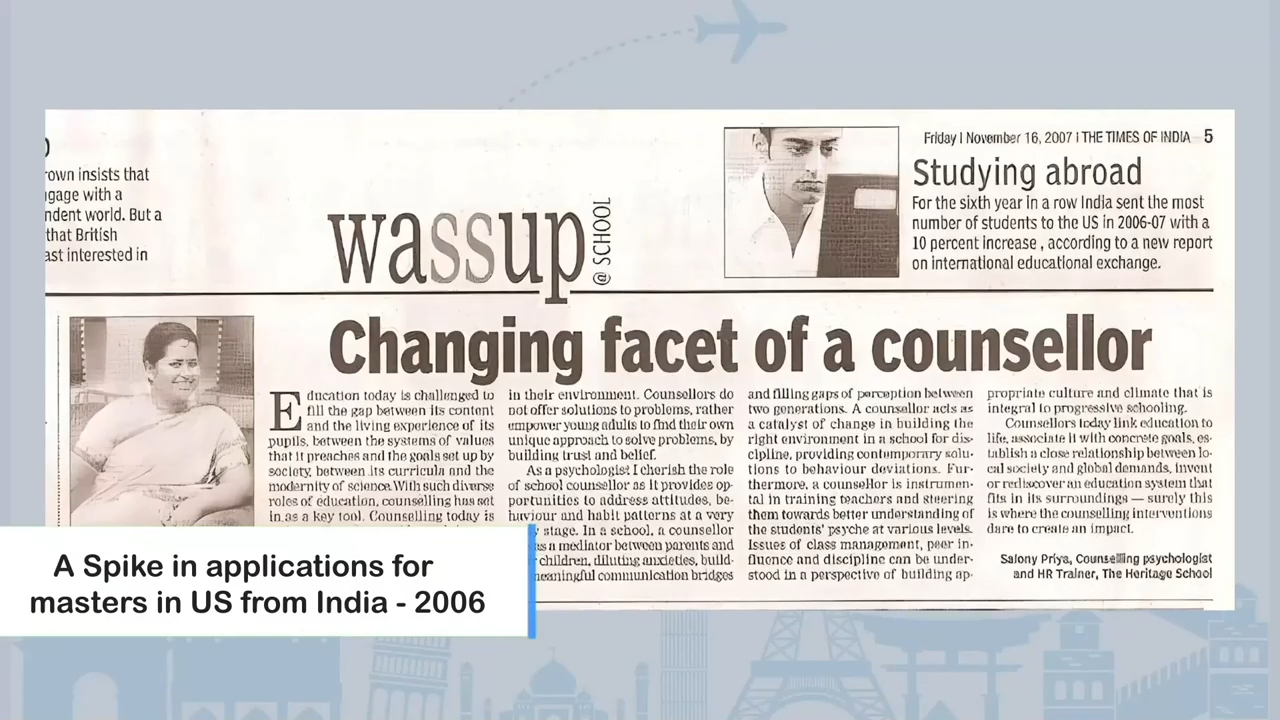 )
own insists that
gage with a
ndent world. But a
that British
ast interested in
wassup
@ SCHOOL
Friday I November 16, 2007 I THE TIMES OF INDIA 5
Studying abroad
For the sixth year in a row India sent the most
number of students to the US in 2006-07 with a
10 percent increase , according to a new report
on international educational exchange.
Changing facet of a counsellor
Education today is challenged to
fill the gap between its content
and the living experience of its
pupils, between the systems of values
that it preaches and the goals set up by
society, between its curricula and the
modernity of science. With such diverse
roles of education, counselling has set
in as a key tool. Counselling today is
in their environment. Counsellors do
not offer solutions to problems, rather
empower young adults to find their own
unique approach to solve problems, by
building trust and belief.
As a psychologist I cherish the role
of school counsellor as it provides op-
portunities to address attitudes, be-
haviour and habit patterns at a very
stage. In a school, a counsellor
as a mediator between parents and
children, diluting anxieties, build-
meaningful communication bridges
and filling gaps of perception between
two generations. A counsellor acts as
a catalyst of change in building the
right environment in a school for dis-
cipline, providing contemporary solu-
tions to behaviour deviations. Fur-
thermore, a counsellor is instrumen-
tal in training teachers and steering
them towards better understanding of
the students' psyche at various levels.
Issues of class management, peer in-
fluence and discipline can be under-
stood in a perspective of building ap-
propriate culture and climate that is
integral to progressive schooling.
Counsellors today link education to
life, associate it with concrete goals, es-
tablish a close relationship between lo-
cal society and global demands, invent
or rediscover an education system that
fits in its surroundings — surely this
is where the counselling interventions
dare to create an impact.
Salony Priya, Counselling psychologist
and HR Trainer, The Heritage School
A Spike in applications for
masters in US from India - 2006